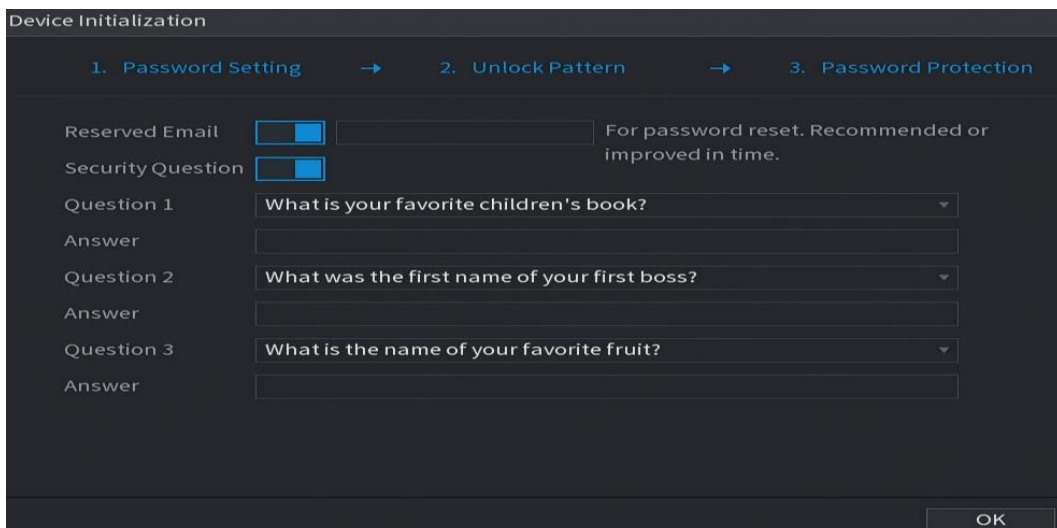 Device Initialization
1. Password Setting → 2. Unlock Pattern → 3. Password Protection
Reserved Email For password reset. Recommended or
improved in time.
Security Question
Question 1 What is your favorite children's book?
Answer
Question 2 What was the first name of your first boss?
Answer
Question 3 What is the name of your favorite fruit?
Answer
OK